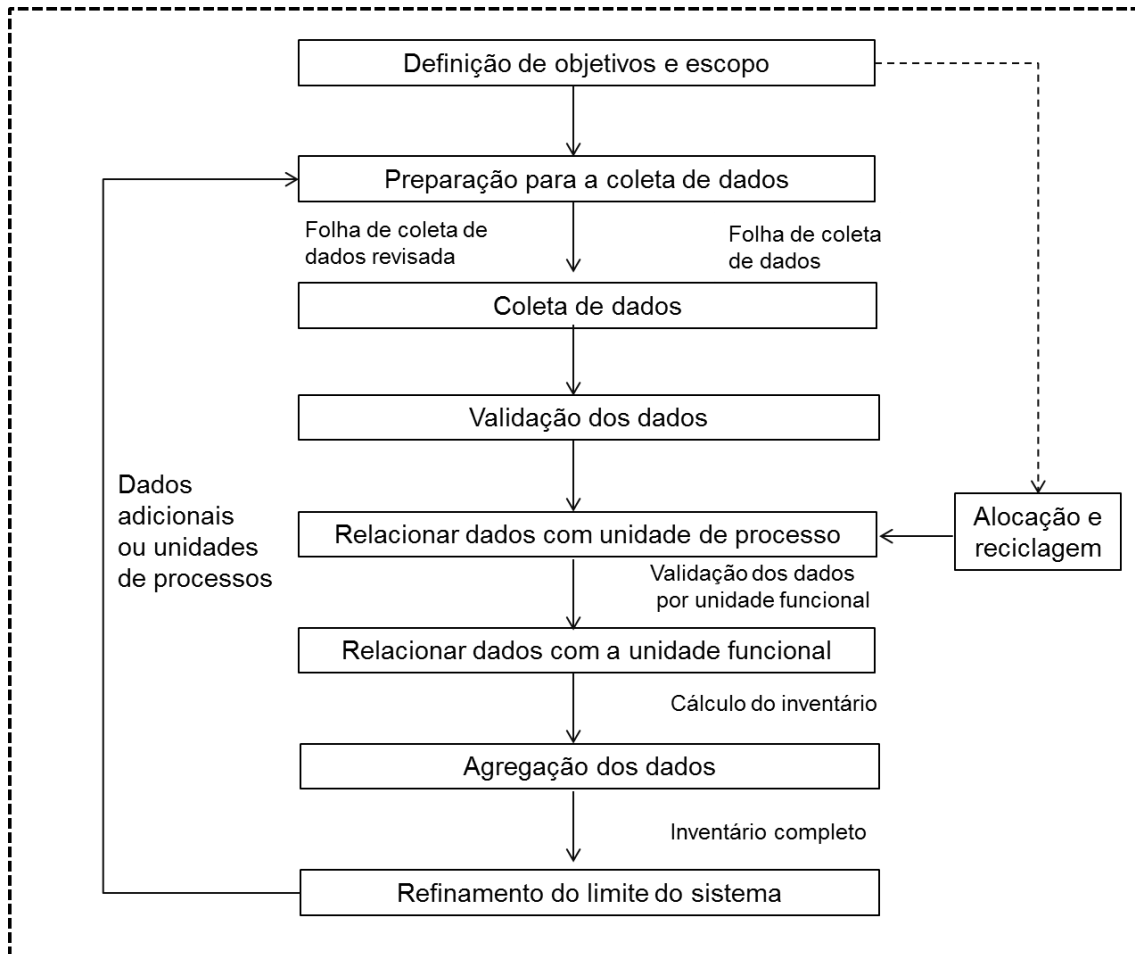 Definição de objetivos e escopo
Preparação para a coleta de dados
Folha de coleta de
dados revisada
Folha de coleta
de dados
Coleta de dados
Validação dos dados
Dados
adicionais
ou unidades
de processos
Relacionar dados com unidade de processo
Alocação e
reciclagem
Validação dos dados
por unidade funcional
Relacionar dados com a unidade funcional
Cálculo do inventário
Agregação dos dados
Inventário completo
Refinamento do limite do sistema